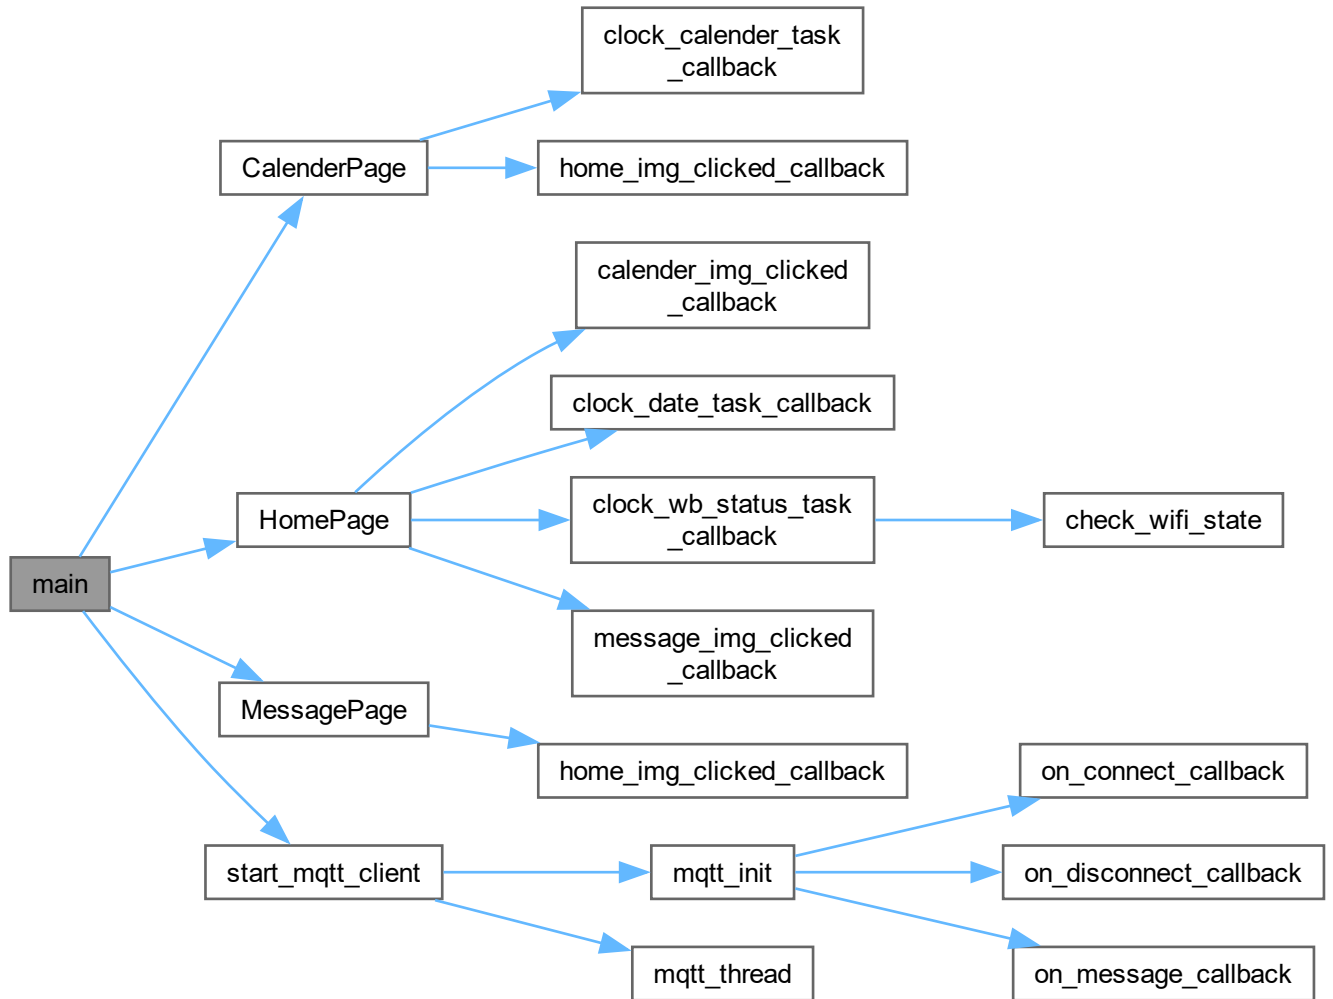 clock_calender_task
_callback
CalenderPage
home_img_clicked_callback
calender_img_clicked
_callback
clock_date_task_callback
HomePage
clock_wb_status_task
_callback
check_wifi_state
main
message_img_clicked
_callback
MessagePage
home_img_clicked_callback
on_connect_callback
start_mqtt_client
mqtt_init
on_disconnect_callback
mqtt_thread
on_message_callback